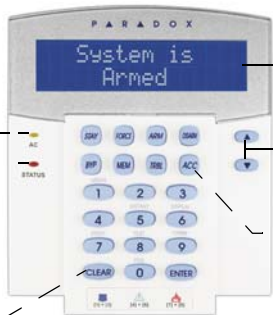 PARADOX
System is
Armed
AC
STATUS
STAY FORCE ARM DISARM
BYP MEM TRBL ACC
1 2 3
4 5 6
7 8 9
CLEAR 0 ENTER